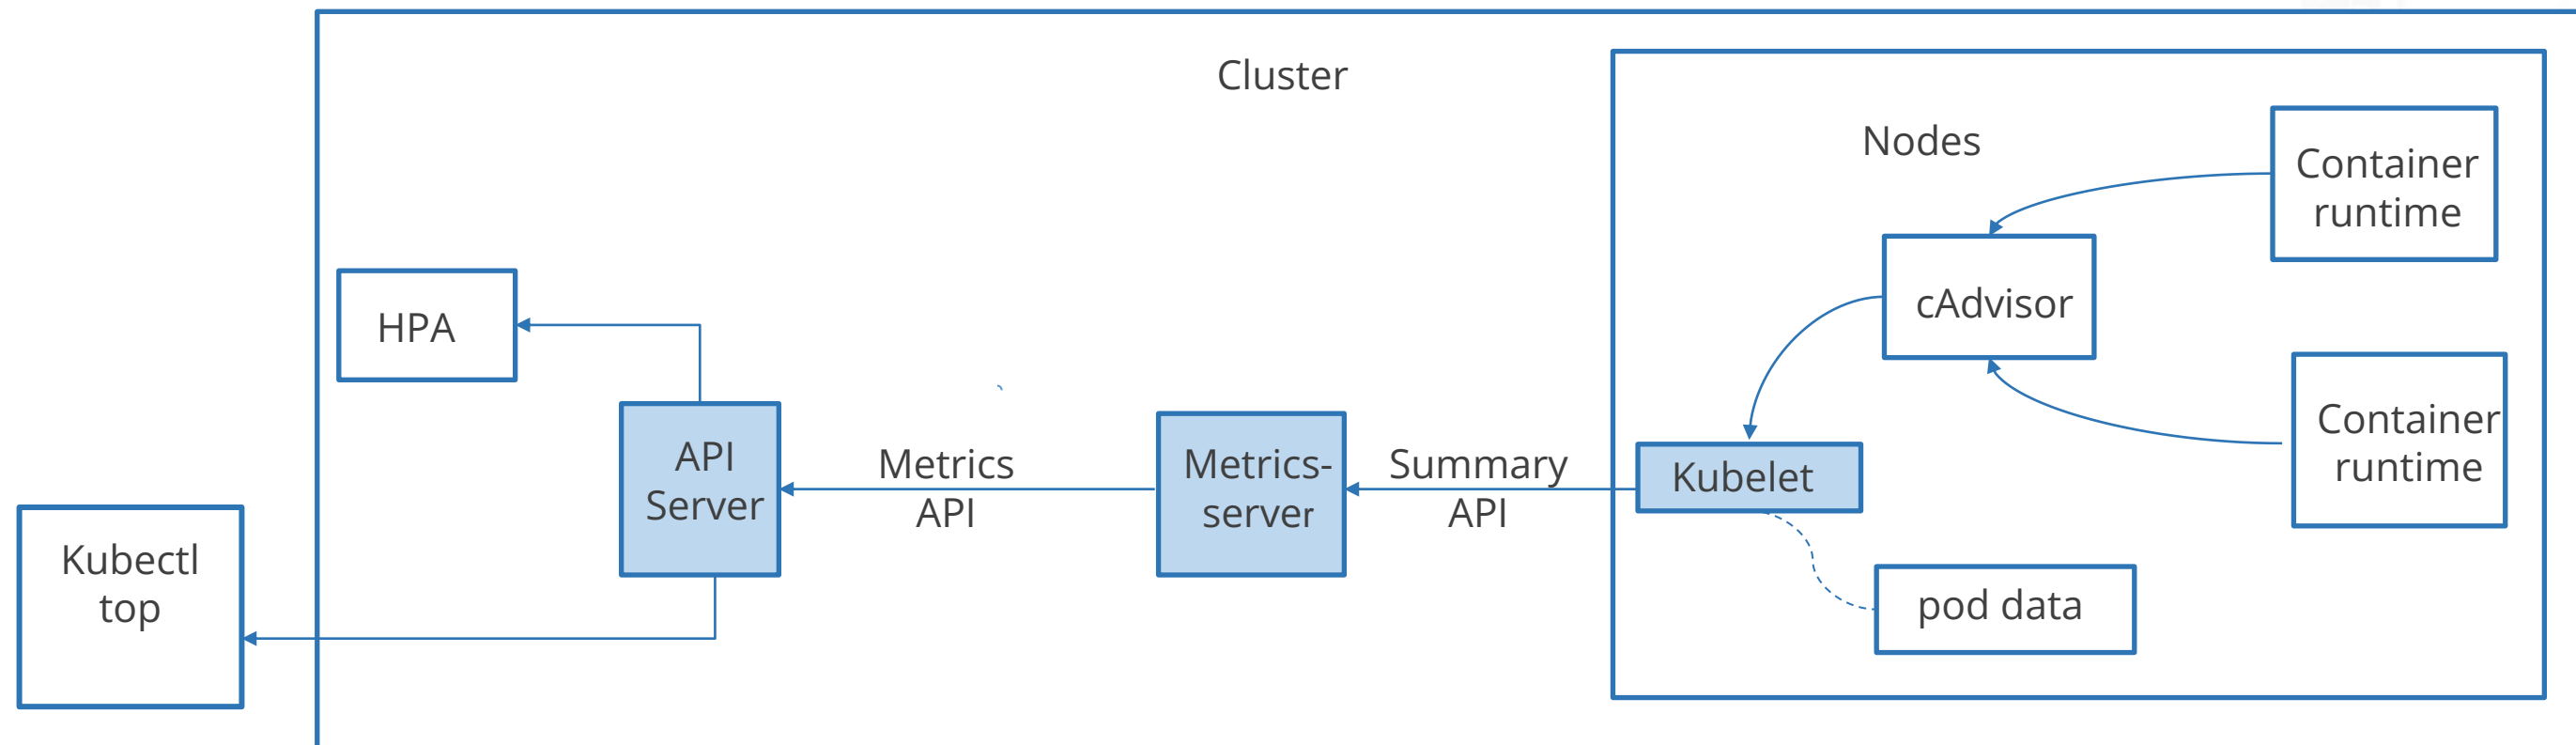 Cluster
Nodes
Container
runtime
cAdvisor
HPA
Container
runtime
API
Server
Metrics
API
Metrics-
server
Summary
API
Kubelet
Kubectl
top
pod data